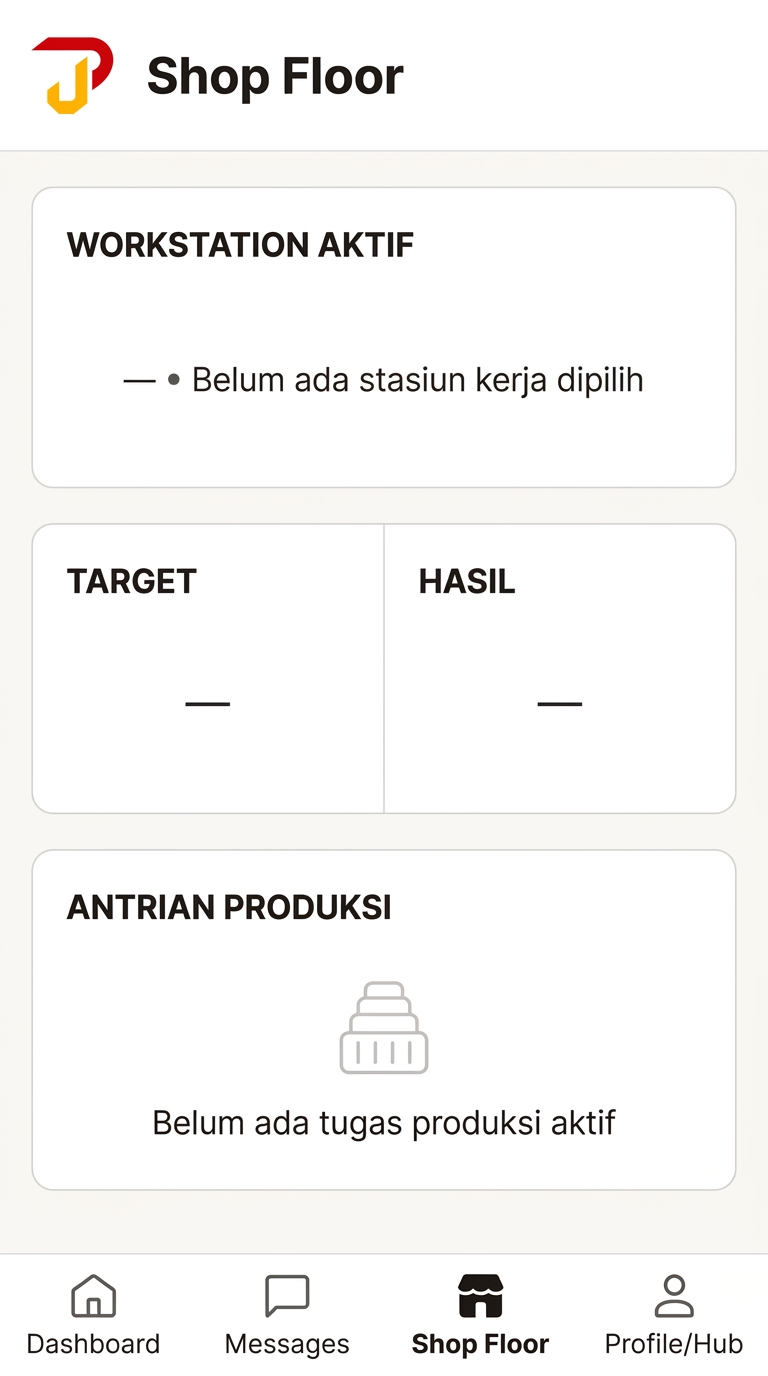 Shop Floor
WORKSTATION AKTIF
— • Belum ada stasiun kerja dipilih
TARGET
HASIL
—
—
ANTRIAN PRODUKSI
Belum ada tugas produksi aktif
Dashboard
Messages
Shop Floor
Profile/Hub